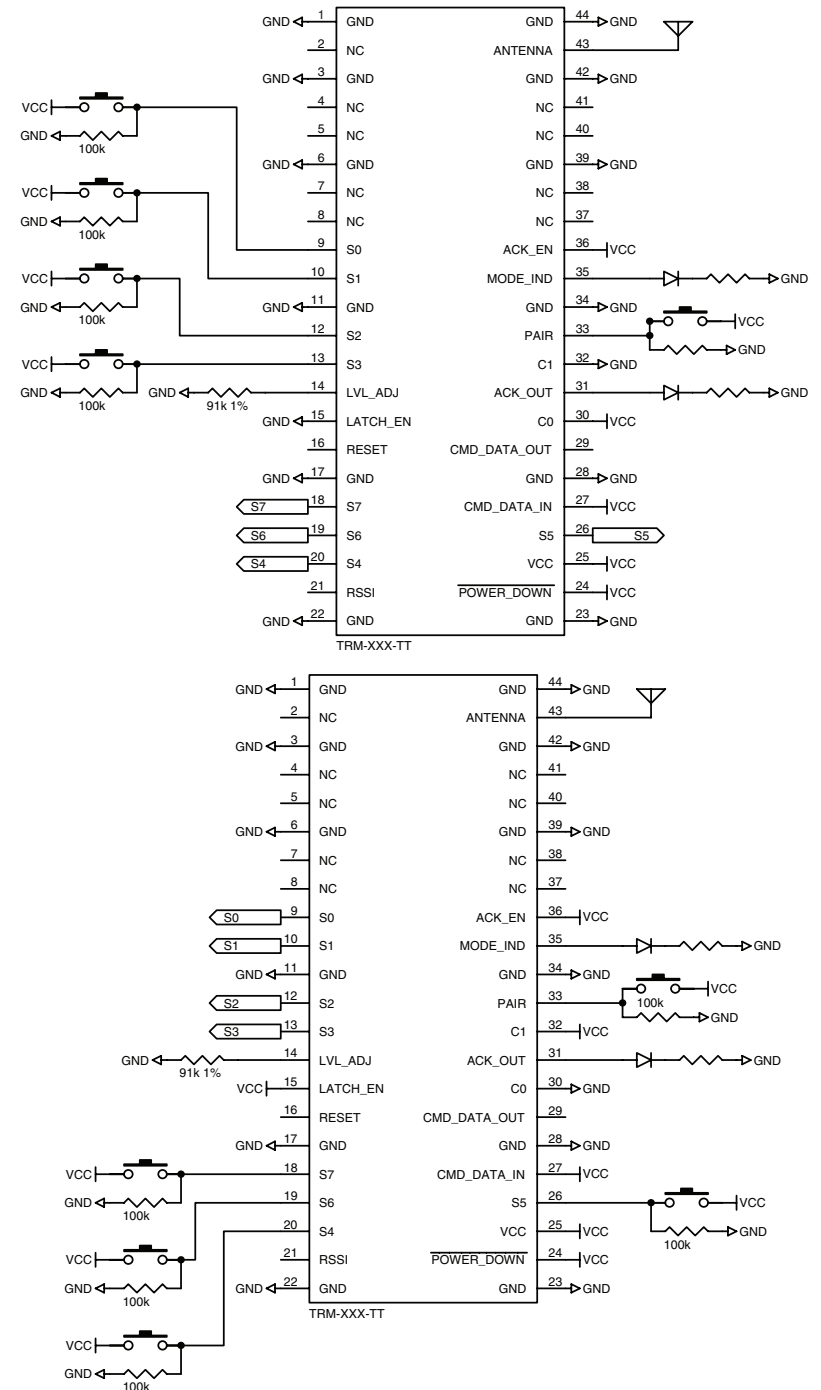 GND 1 GND GND 44 GND
2 NC ANTENNA 43
GND 3 GND GND 42 GND
VCC 4 NC NC 41
GND 100k 5 NC NC 40
GND 6 GND GND 39 GND
VCC 7 NC NC 38
GND 100k 8 NC NC 37
9 S0 ACK_EN 36 VCC
VCC 10 S1 MODE_IND 35 GND
GND 100k GND 11 GND GND 34 GND
12 S2 PAIR 33 VCC
GND
VCC 13 S3 C1 32 GND
GND 100k GND 91k 1% 14 LVL_ADJ ACK_OUT 31 GND
GND 15 LATCH_EN C0 30 VCC
16 RESET CMD_DATA_OUT 29
GND 17 GND GND 28 GND
S7 18 S7 CMD_DATA_IN 27 VCC
S6 19 S6 S5 26 S5
S4 20 S4 VCC 25 VCC
21 RSSI POWER_DOWN 24 VCC
GND 22 GND GND 23 GND
TRM-XXX-TT
GND 1 GND GND 44 GND
2 NC ANTENNA 43
GND 3 GND GND 42 GND
4 NC NC 41
5 NC NC 40
GND 6 GND GND 39 GND
7 NC NC 38
8 NC NC 37
S0 9 S0 ACK_EN 36 VCC
S1 10 S1 MODE_IND 35 GND
GND 11 GND GND 34 GND
S2 12 S2 PAIR 33 100k VCC
S3 13 S3 C1 32 VCC GND
GND 91k 1% 14 LVL_ADJ ACK_OUT 31 GND
VCC 15 LATCH_EN C0 30 GND
16 RESET CMD_DATA_OUT 29
GND 17 GND GND 28 GND
VCC 18 S7 CMD_DATA_IN 27 VCC
GND 100k 19 S6 S5 26 VCC
20 S4 VCC 25 VCC 100k GND
VCC 21 RSSI POWER_DOWN 24 VCC
GND 100k GND 22 GND GND 23 GND
TRM-XXX-TT
VCC
GND 100k